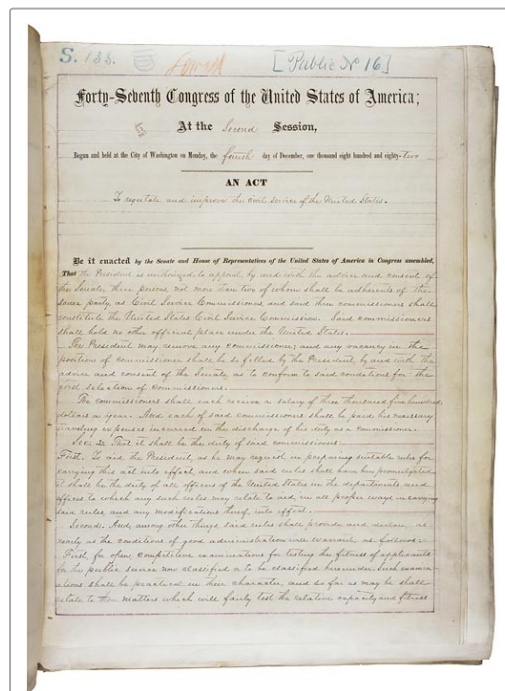 S. 133.
[Public No 16]
Forty-Seventh Congress of the United States of America;
At the Second Session,
Begun and held at the City of Washington on Monday, the fourth day of December, one thousand eight hundred and eighty-two
AN ACT
To regulate and improve the civil service of the United States.
Be it enacted by the Senate and House of Representatives of the United States of America in Congress assembled,
That the President is authorized to appoint, by and with the advice and consent of
the Senate, three persons, not more than two of whom shall be adherents of the
same party, as Civil Service Commissioners, and said three commissioners shall
constitute the United States Civil Service Commission. Said commissioners
shall hold no other official place under the United States.
The President may remove any commissioner; and any vacancy in the
position of commissioner shall be so filled by the President, by and with the
advice and consent of the Senate, as to conform to said conditions for the
first selection of commissioners.
The commissioners shall each receive a salary of three thousand five hundred
dollars a year. And each of said commissioners shall be paid his necessary
traveling expenses incurred in the discharge of his duty as a commissioner.
Sec. 2. That it shall be the duty of said commissioners:
First. To aid the President, as he may request, in preparing suitable rules for
carrying this act into effect, and when said rules shall have been promulgated
it shall be the duty of all officers of the United States in the departments and
offices to which any such rules may relate to aid, in all proper ways, in carrying
said rules, and any modifications thereof, into effect.
Second. And, among other things, said rules shall provide and declare, as
nearly as the conditions of good administration will warrant, as follows:
First, for open, competitive examinations for testing the fitness of applicants
for the public service now classified or to be classified hereunder. Such examin-
ations shall be practical in their character, and so far as may be shall
relate to those matters which will fairly test the relative capacity and fitness